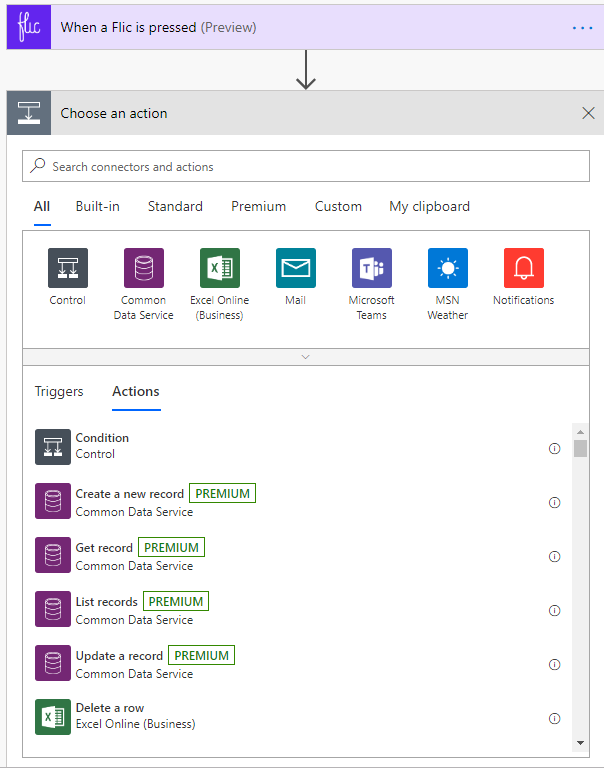 flic
When a Flic is pressed (Preview)
Choose an action
Search connectors and actions
All Built-in Standard Premium Custom My clipboard
Control
Common
Data Service
Excel Online
(Business)
Mail
Microsoft
Teams
MSN
Weather
Notifications
Triggers Actions
Condition
Control
Create a new record PREMIUM
Common Data Service
Get record PREMIUM
Common Data Service
List records PREMIUM
Common Data Service
Update a record PREMIUM
Common Data Service
Delete a row
Excel Online (Business)